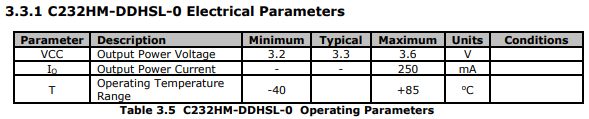 3.3.1 C232HM-DDHSL-0 Electrical Parameters
Parameter Description Minimum Typical Maximum Units Conditions
VCC Output Power Voltage 3.2 3.3 3.6 V
IO Output Power Current - - 250 mA
T Operating Temperature Range -40 +85 °C
Table 3.5 C232HM-DDHSL-0 Operating Parameters